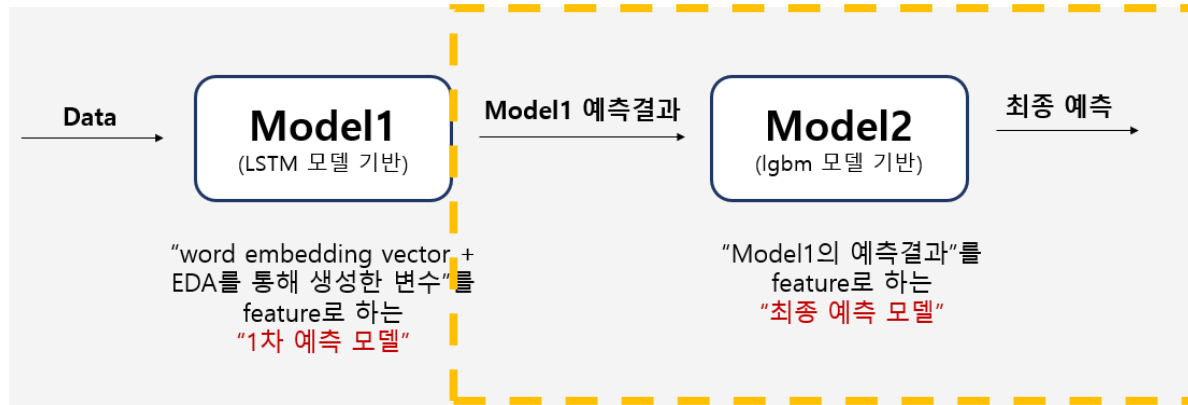 Data
Model1
(LSTM 모델 기반)
Model1 예측결과
Model2
(lgbm 모델 기반)
최종 예측
“word embedding vector +
EDA를 통해 생성한 변수”를
feature로 하는
“1차 예측 모델”
“Model1의 예측결과”를
feature로 하는
“최종 예측 모델”